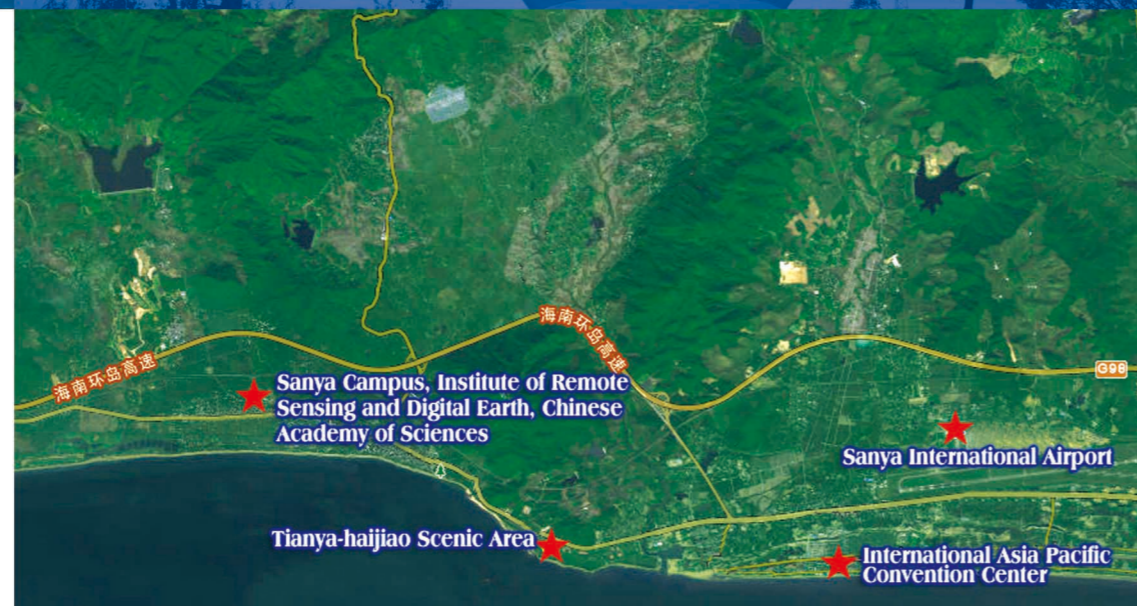 海南环岛高速
海南环岛高速
G98
Sanya Campus, Institute of Remote
Sensing and Digital Earth, Chinese
Academy of Sciences
Sanya International Airport
Tianya-haijiao Scenic Area
International Asia Pacific
Convention Center